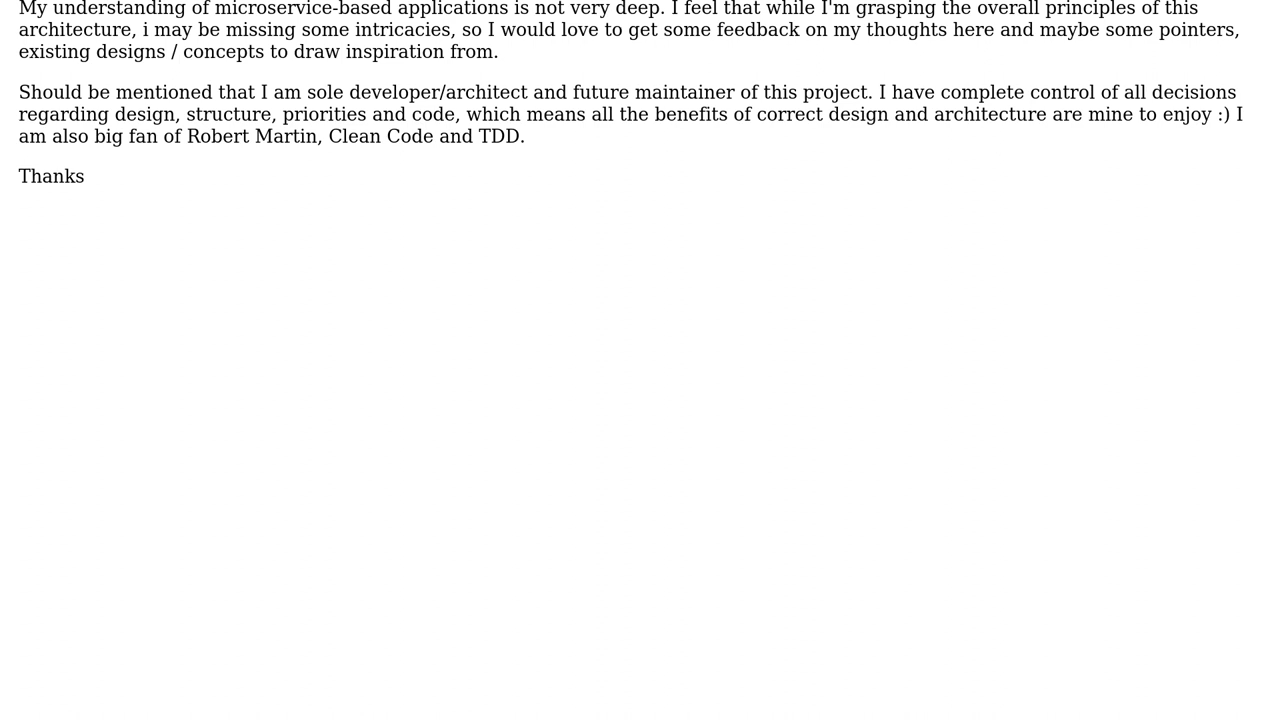 My understanding of microservice-based applications is not very deep. I feel that while I'm grasping the overall principles of this
architecture, i may be missing some intricacies, so I would love to get some feedback on my thoughts here and maybe some pointers,
existing designs / concepts to draw inspiration from.
Should be mentioned that I am sole developer/architect and future maintainer of this project. I have complete control of all decisions
regarding design, structure, priorities and code, which means all the benefits of correct design and architecture are mine to enjoy :) I
am also big fan of Robert Martin, Clean Code and TDD.
Thanks